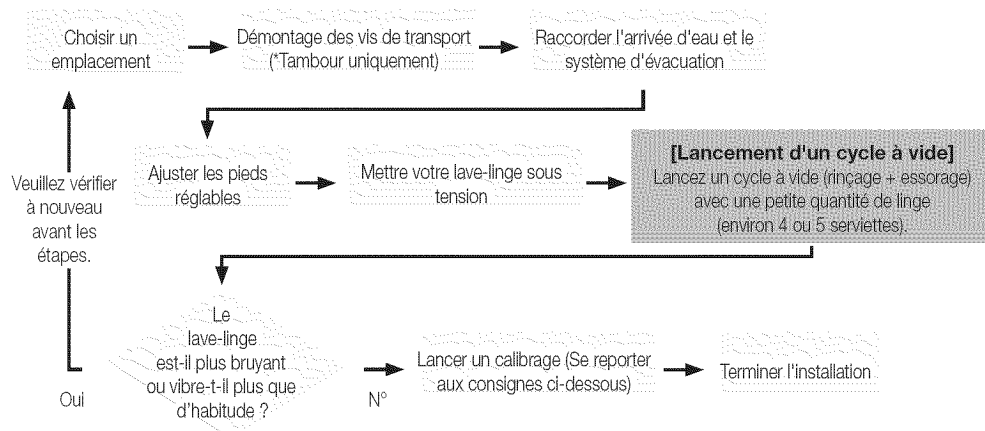 Choisir un
emplacement
Démontage des vis de transport
(*Tambour uniquement)
Raccorder l'arrivée d'eau et le
système d'évacuation
Ajuster les pieds
réglables
Mettre votre lave-linge sous
tension
[Lancement d'un cycle à vide]
Lancez un cycle à vide (rinçage + essorage)
avec une petite quantité de linge
(environ 4 ou 5 serviettes).
Veuillez vérifier
à nouveau
avant les
étapes.
Le
lave-linge
est-il plus bruyant
ou vibre-t-il plus que
d'habitude ?
Oui
N°
Lancer un calibrage (Se reporter
aux consignes ci-dessous)
Terminer l'installation